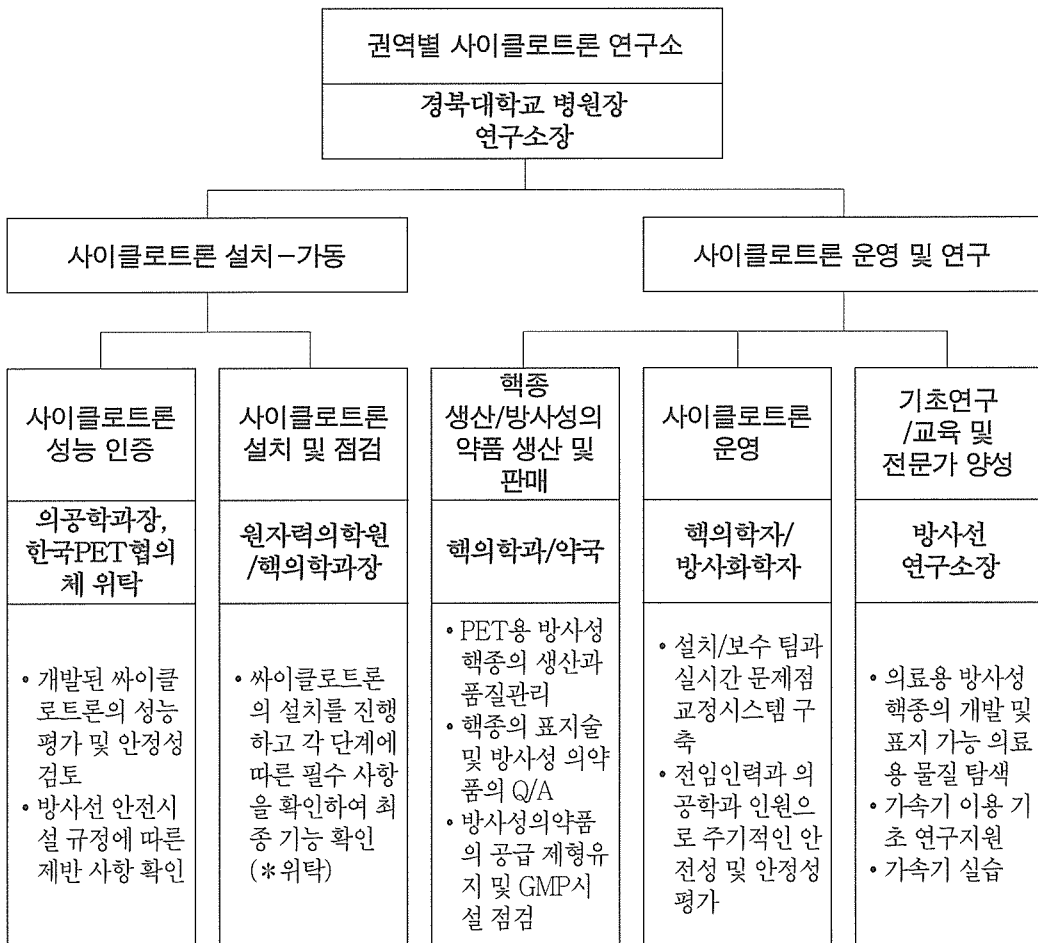 권역별 사이클로트론 연구소
경북대학교 병원장
연구소장
사이클로트론 설치-가동
사이클로트론 운영 및 연구
사이클로트론
성능 인증
의공학과장,
한국PET협의
체 위탁
• 개발된 싸이클
로트론의 성능
평가 및 안정성
검토
• 방사선 안전시
설 규정에 따른
제반 사항 확인
사이클로트론
설치 및 점검
원자력의학원
/핵의학과장
• 싸이클로트론
의 설치를 진행
하고 각 단계에
따른 필수 사항
을 확인하여 최
종 기능 확인
(*위탁)
핵종
생산/방사성의
약품 생산 및
판매
핵의학과/약국
• PET용 방사성
핵종의 생산과
품질관리
• 핵종의 표지술
및 방사성 의약
품의 Q/A
• 방사성의약품
의 공급 제형유
지 및 GMP시
설 점검
사이클로트론
운영
핵의학자/
방사화학자
• 설치/보수 팀과
실시간 문제점
교정시스템 구
축
• 전임인력과 의
공학과 인원으
로 주기적인 안
전성 및 안정성
평가
기초연구
/교육 및
전문가 양성
방사선
연구소장
• 의료용 방사성
핵종의 개발 및
표지 가능 의료
용 물질 탐색
• 가속기 이용 기
초 연구지원
• 가속기 실습